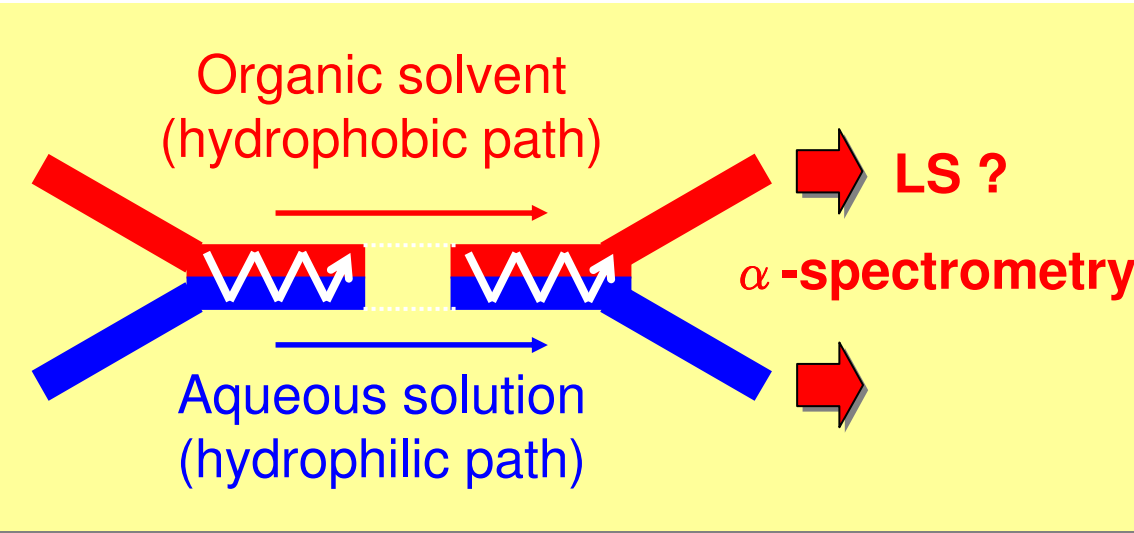 Organic solvent
(hydrophobic path)
LS ?
α-spectrometry
Aqueous solution
(hydrophilic path)